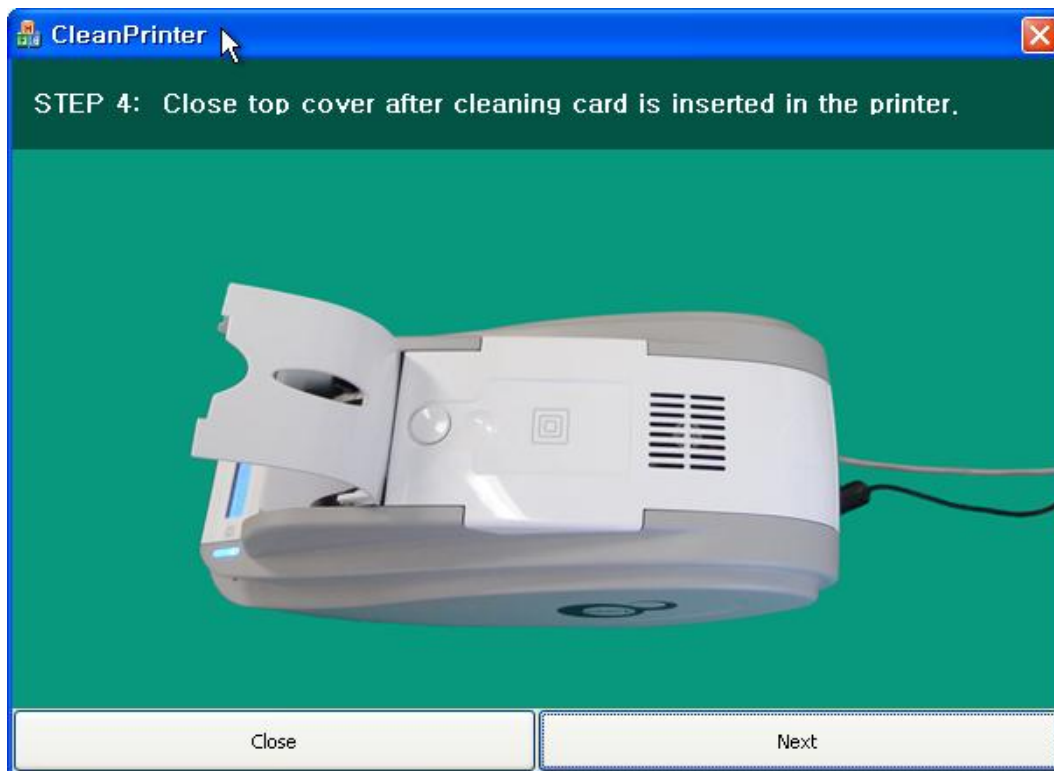 CleanPrinter
STEP 4: Close top cover after cleaning card is inserted in the printer.
Close
Next